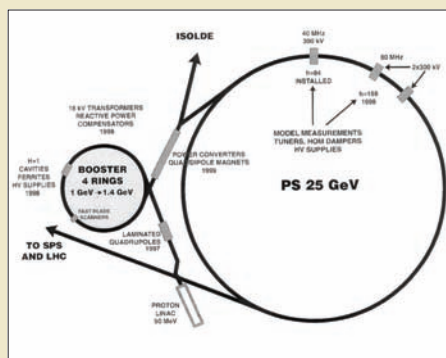 ISOLDE
40 MHz
300 kV
80 MHz
2x300 kV
h=84
INSTALLED
h=168
1998
18 kV TRANSFORMERS
REACTIVE POWER
COMPENSATORS
1998
MODEL MEASUREMENTS
TUNERS, HOM DAMPERS
HV SUPPLIES
H=1
CAVITIES
FERRITES
HV SUPPLIES
1998
BOOSTER
4 RINGS
1 GeV → 1.4 GeV
POWER CONVERTERS
QUADRIPOLE MAGNETS
1999
PS 25 GeV
FAST BLADE
SCANNERS
LAMINATED
QUADRUPOLES
1997
TO SPS
AND LHC
PROTON
LINAC
50 MeV